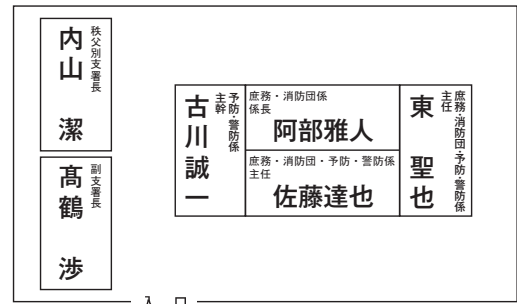 秩父別支署長
内山 潔
副支署長
髙鶴 渉
予防・警防係
主幹
古川誠一
庶務・消防団係
係長
阿部雅人
庶務・消防団・予防・警防係
主任
佐藤達也
庶務・消防団・予防・警防係
主任
東 聖也
入口